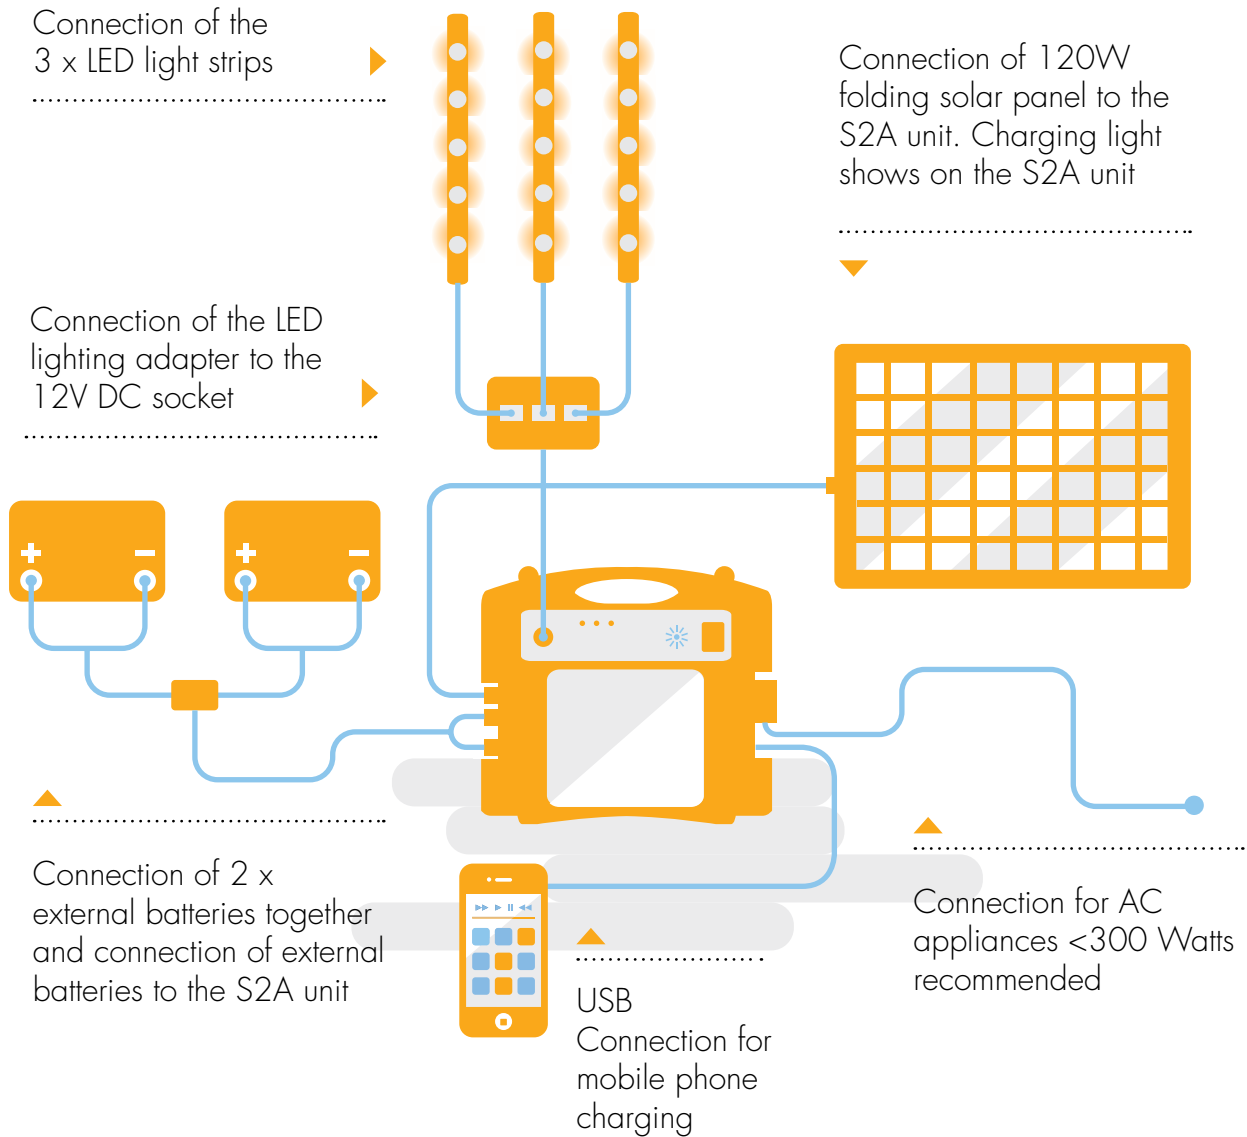 Connection of the
3 x LED light strips
Connection of 120W
folding solar panel to the
S2A unit. Charging light
shows on the S2A unit
Connection of the LED
lighting adapter to the
12V DC socket
+ −
+ −
Connection of 2 x
external batteries together
and connection of external
batteries to the S2A unit
USB
Connection for
mobile phone
charging
Connection for AC
appliances <300 Watts
recommended